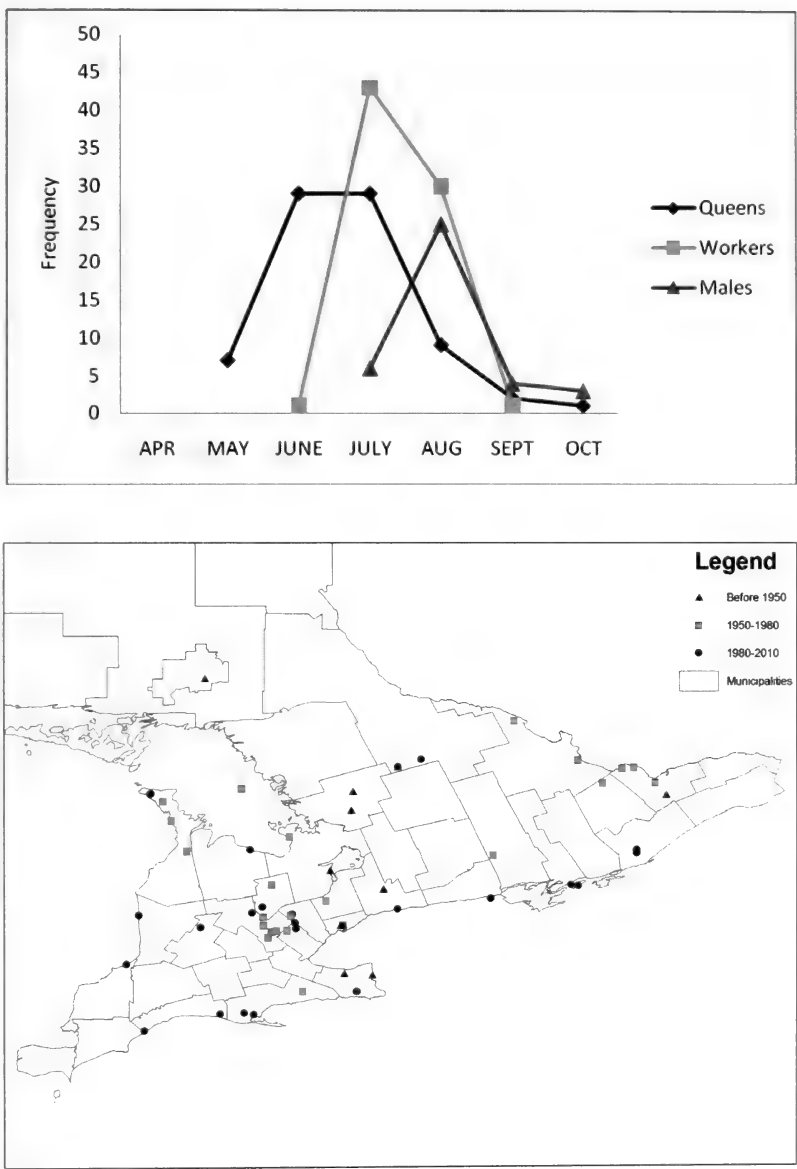 50
45
40
35
30
25
20
15
10
5
0
Frequency
APR MAY JUNE JULY AUG SEPT OCT
Queens
Workers
Males
Legend
Before 1950
1950-1980
1980-2010
Municipalities